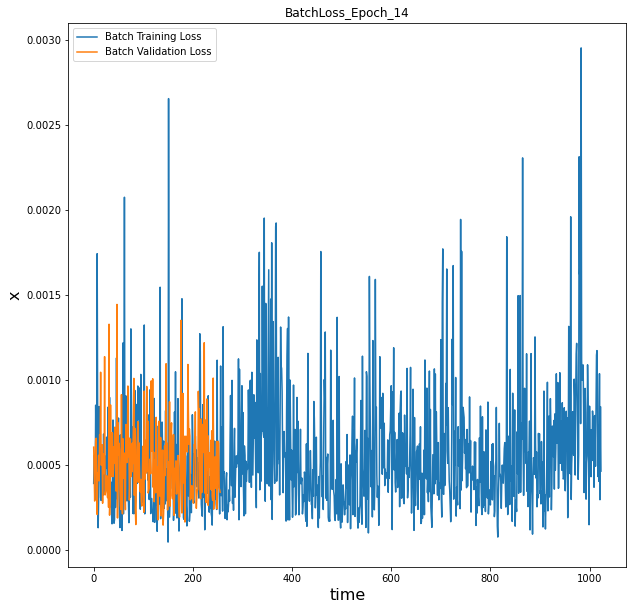 BatchLoss_Epoch_14
Batch Training Loss
Batch Validation Loss
0.0030
0.0025
0.0020
0.0015
0.0010
0.0005
0.0000
x
0
200
400
600
800
1000
time